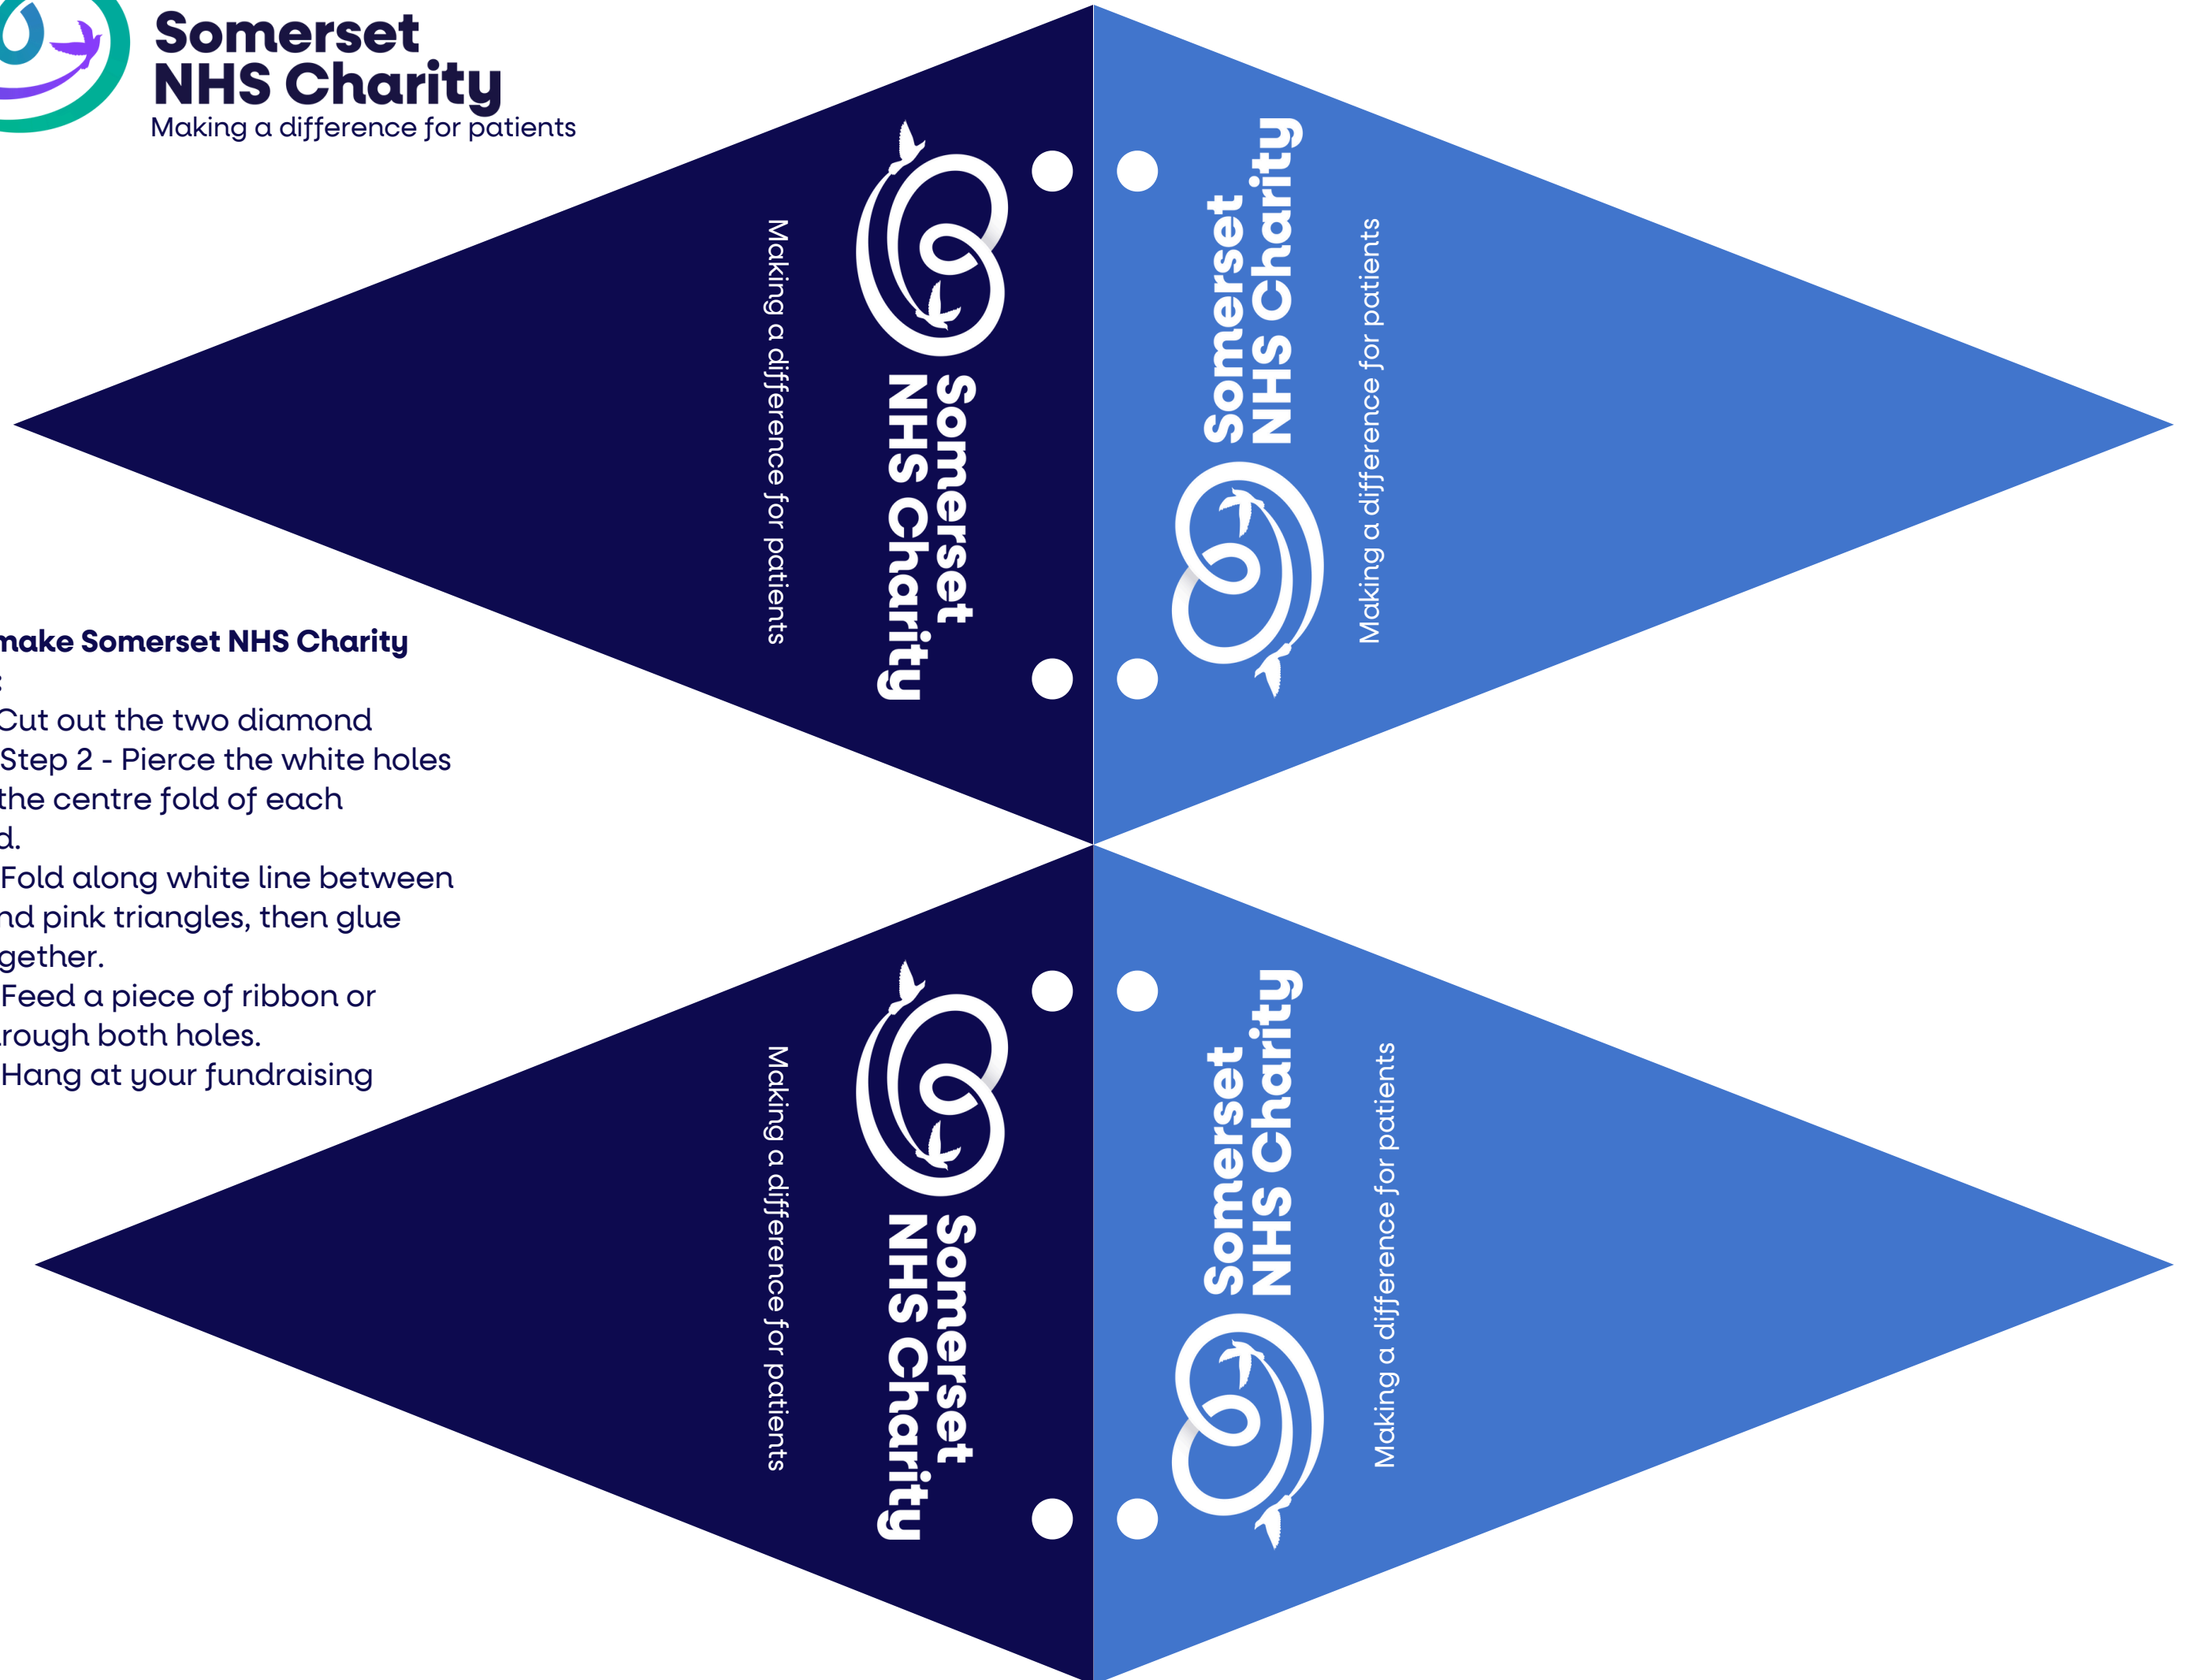 Somerset
NHS Charity
Making a difference for patients
make Somerset NHS Charity
:
Cut out the two diamond
Step 2 - Pierce the white holes
the centre fold of each
d.
Fold along white line between
nd pink triangles, then glue
gether.
Feed a piece of ribbon or
rough both holes.
Hang at your fundraising
Somerset
NHS Charity
Making a difference for patients
Somerset
NHS Charity
Making a difference for patients
Somerset
NHS Charity
Making a difference for patients
Somerset
NHS Charity
Making a difference for patients